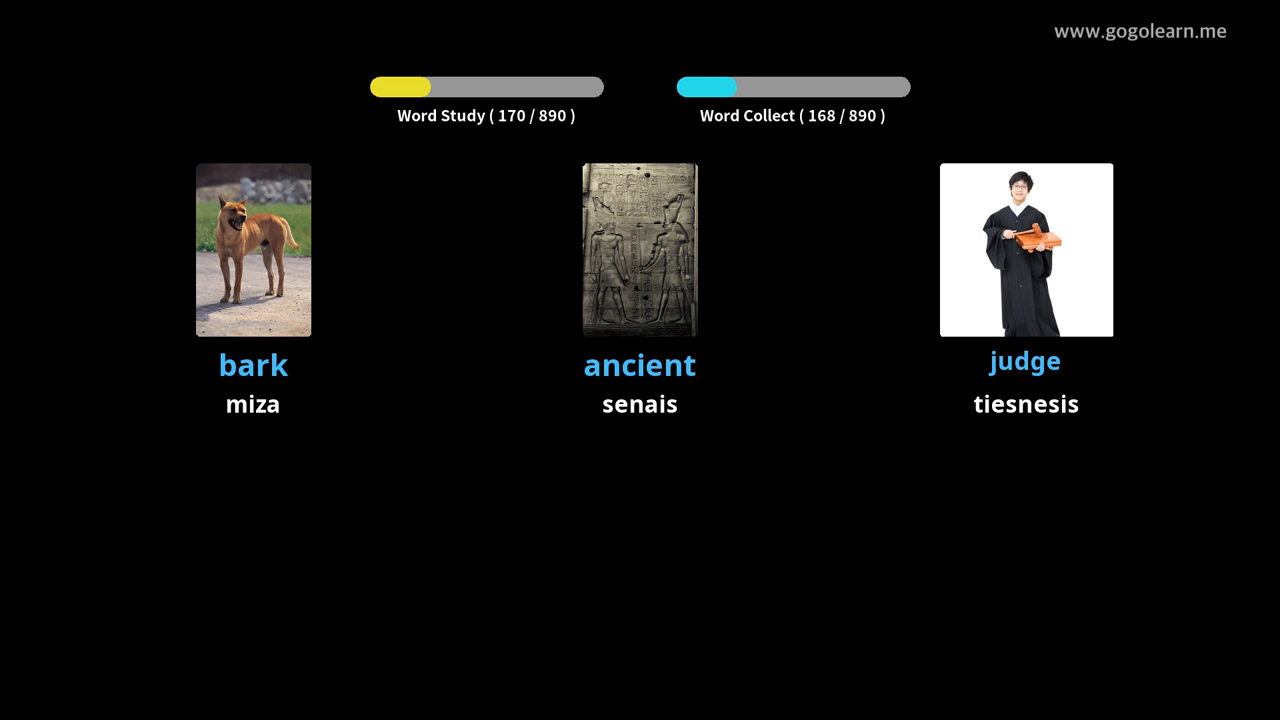 www.gogolearn.me
Word Study ( 170 / 890 )
Word Collect ( 168 / 890 )
bark
ancient
judge
miza
senais
tiesnesis